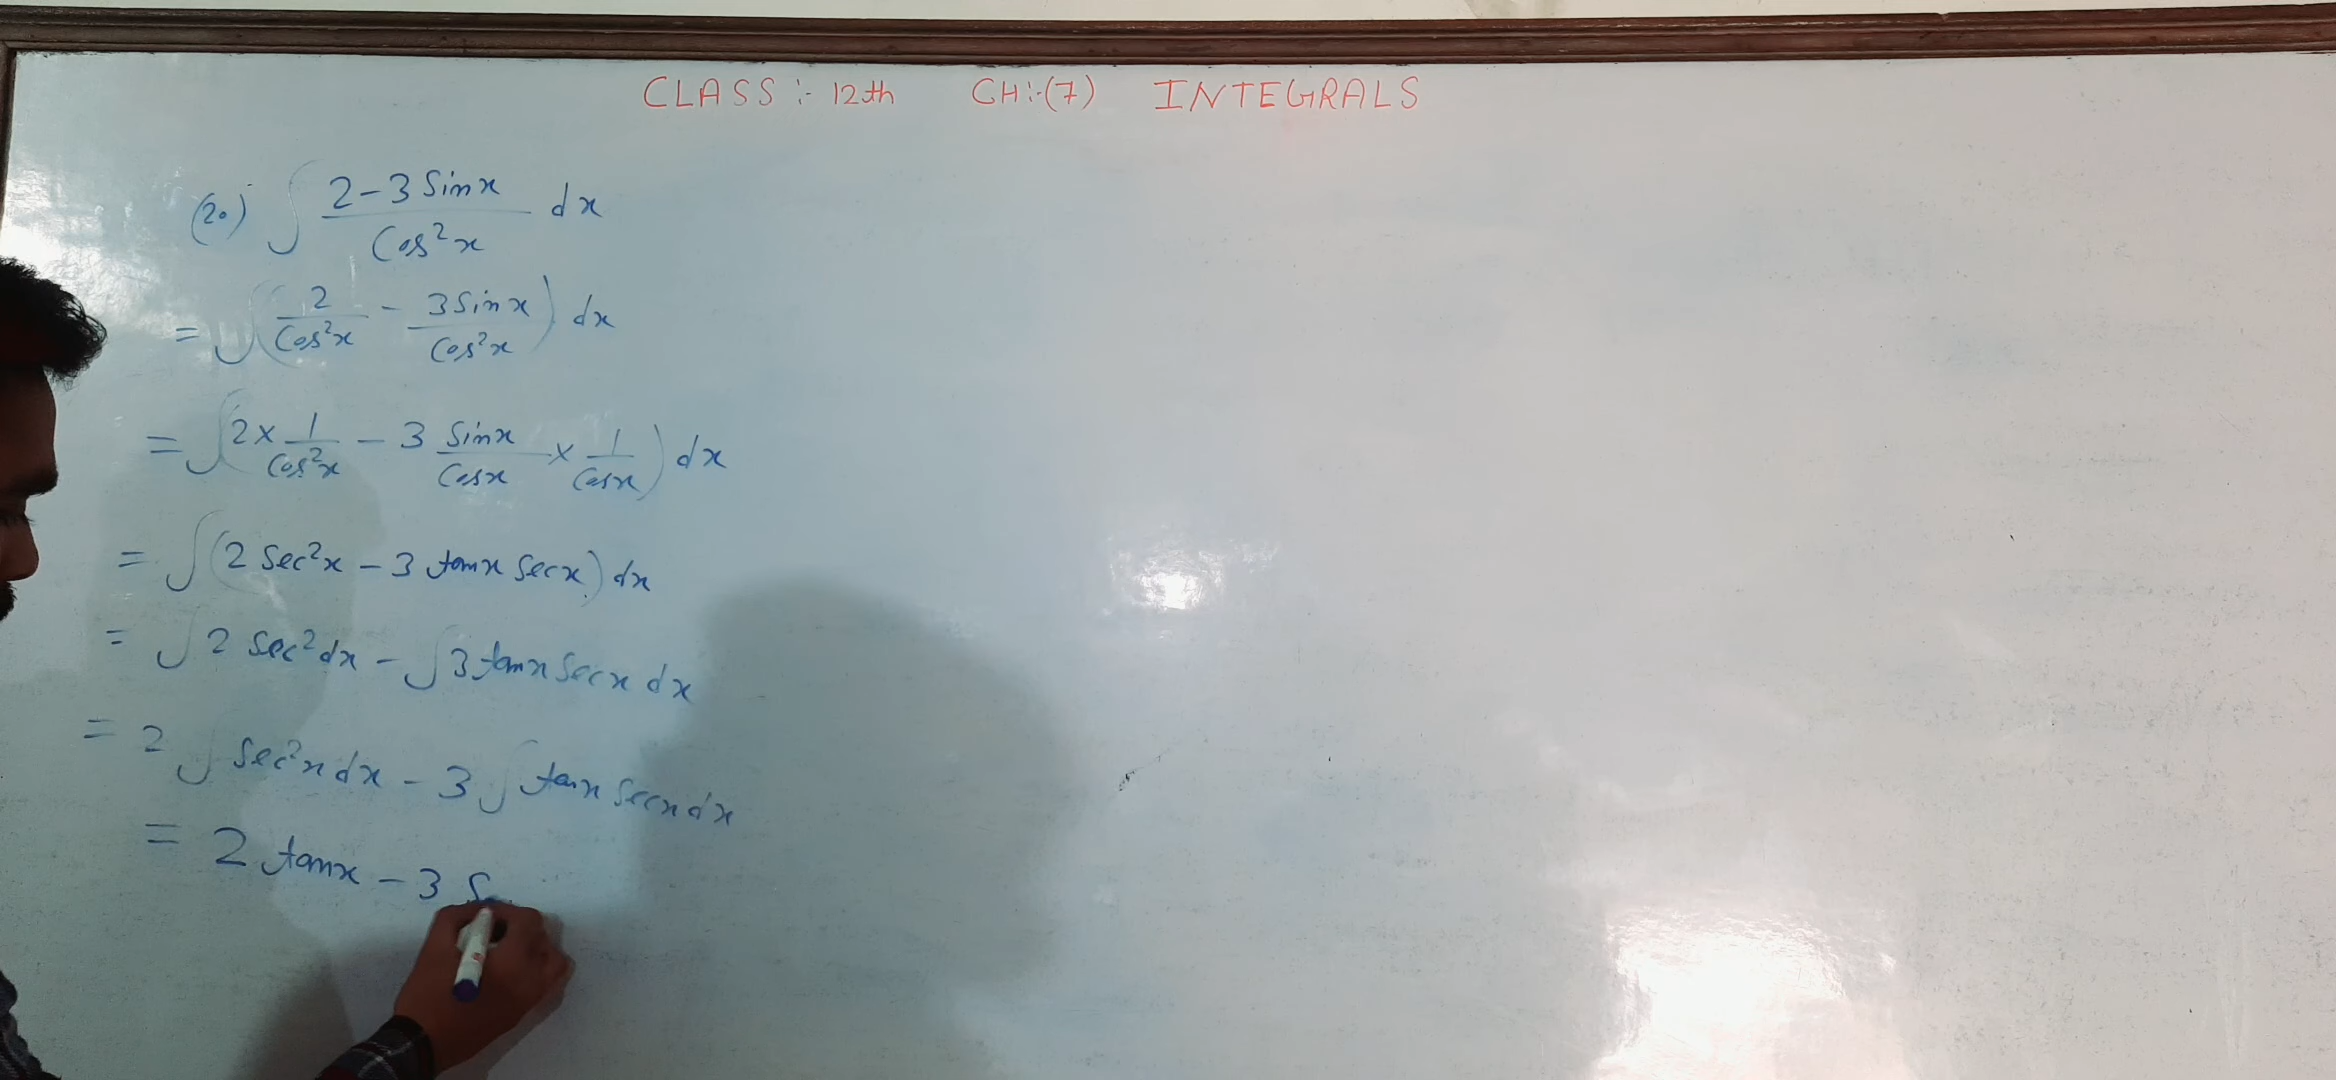 CLASS :- 12th CH:-(7) INTEGRALS
(20) ∫ (2-3 Sinx)/(Cos²x) dx
= ∫ (2/(Cos²x) - (3Sinx)/(Cos²x)) dx
= ∫ (2 × 1/(Cos²x) - 3 (Sinx)/(Cosx) × 1/(Cosx)) dx
= ∫ (2 Sec²x - 3 tanx Secx) dx
= ∫ 2 Sec² dx - ∫ 3 tanx Secx dx
= 2 ∫ Sec²x dx - 3 ∫ tanx Secx dx
= 2 tanx - 3 S